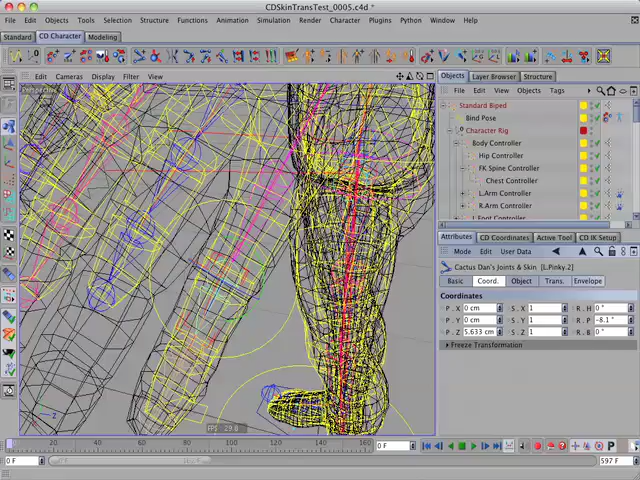 CDSkinTransTest_0005.c4d *
File Edit Objects Tools Selection Structure Functions Animation Simulation Render Character Plugins Python Window Help
Standard CD Character Modeling
Edit Cameras Display Filter View
Perspective
FPS 29.8
Z
Objects Layer Browser Structure
File Edit View Objects Tags
Standard Biped
Bind Pose
Character Rig
Body Controller
Hip Controller
FK Spine Controller
Chest Controller
L.Arm Controller
R.Arm Controller
L.Foot Controller
Attributes CD Coordinates Active Tool CD IK Setup
Mode Edit User Data
Cactus Dan's Joints & Skin [L.Pinky.2]
Basic Coord. Object Trans. Envelope
Coordinates
P . X 0 cm S . X 1 R . H 0 °
P . Y 0 cm S . Y 1 R . P -8.1 °
P . Z 5.633 cm S . Z 1 R . B 0 °
Freeze Transformation
0 20 40 60 80 100 120 140 160 0 F
0 F 597 F